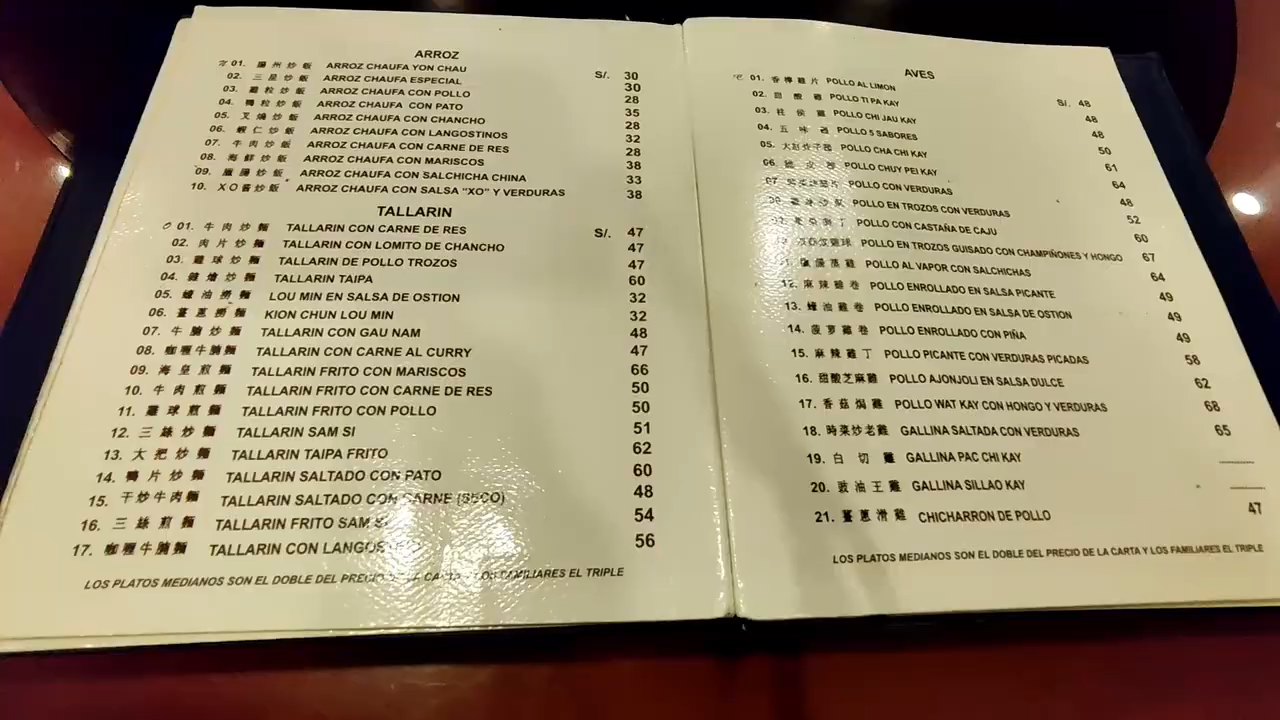 ARROZ
01. 揚州炒飯 ARROZ CHAUFA YON CHAU S/. 30
02. 三星炒飯 ARROZ CHAUFA ESPECIAL 30
03. 雞粒炒飯 ARROZ CHAUFA CON POLLO 28
04. 鴨粒炒飯 ARROZ CHAUFA CON PATO 35
05. 叉燒炒飯 ARROZ CHAUFA CON CHANCHO 28
06. 蝦仁炒飯 ARROZ CHAUFA CON LANGOSTINOS 32
07. 牛肉炒飯 ARROZ CHAUFA CON CARNE DE RES 28
08. 海鮮炒飯 ARROZ CHAUFA CON MARISCOS 38
09. 臘腸炒飯 ARROZ CHAUFA CON SALCHICHA CHINA 33
10. XO醬炒飯 ARROZ CHAUFA CON SALSA "XO" Y VERDURAS 38
TALLARIN
01. 牛肉炒麵 TALLARIN CON CARNE DE RES S/. 47
02. 肉片炒麵 TALLARIN CON LOMITO DE CHANCHO 47
03. 雞球炒麵 TALLARIN DE POLLO TROZOS 47
04. 炒麵 TALLARIN TAIPA 60
05. 蠔油撈麵 LOU MIN EN SALSA DE OSTION 32
06. 薑蔥撈麵 KION CHUN LOU MIN 32
07. 牛腩炒麵 TALLARIN CON GAU NAM 48
08. 咖喱牛腩麵 TALLARIN CON CARNE AL CURRY 47
09. 海皇煎麵 TALLARIN FRITO CON MARISCOS 66
10. 牛肉煎麵 TALLARIN FRITO CON CARNE DE RES 50
11. 雞球煎麵 TALLARIN FRITO CON POLLO 50
12. 三絲炒麵 TALLARIN SAM SI 51
13. 大把炒麵 TALLARIN TAIPA FRITO 62
14. 鴨片炒麵 TALLARIN SALTADO CON PATO 60
15. 干炒牛肉麵 TALLARIN SALTADO CON CARNE (SECO) 48
16. 三絲煎麵 TALLARIN FRITO SAM SI 54
17. 咖喱牛腩麵 TALLARIN CON 56
LOS PLATOS MEDIANOS SON EL DOBLE DEL PRECIO DE LA CARTA Y LOS FAMILIARES EL TRIPLE
AVES
01. 香檸雞片 POLLO AL LIMON S/. 48
02. 甜酸雞 POLLO TI PA KAY 48
03. 柱侯雞 POLLO CHI JAU KAY 48
04. 五味雞 POLLO 5 SABORES 50
05. POLLO CHA CHI KAY 61
06. POLLO CHUY PEI KAY 64
07. POLLO CON VERDURAS 48
POLLO EN TROZOS CON VERDURAS 52
POLLO CON CASTAÑA DE CAJU 60
POLLO EN TROZOS GUISADO CON CHAMPIÑONES Y HONGO 67
POLLO AL VAPOR CON SALCHICHAS 64
12. 麻辣雞卷 POLLO ENROLLADO EN SALSA PICANTE 49
13. 蠔油雞卷 POLLO ENROLLADO EN SALSA DE OSTION 49
14. 菠蘿雞卷 POLLO ENROLLADO CON PIÑA 49
15. 麻辣雞丁 POLLO PICANTE CON VERDURAS PICADAS 58
16. 甜酸芝麻雞 POLLO AJONJOLI EN SALSA DULCE 62
17. 香菇焗雞 POLLO WAT KAY CON HONGO Y VERDURAS 68
18. 時菜炒老雞 GALLINA SALTADA CON VERDURAS 65
19. 白切雞 GALLINA PAC CHI KAY
20. 豉油王雞 GALLINA SILLAO KAY
21. 薑蔥滑雞 CHICHARRON DE POLLO 47
LOS PLATOS MEDIANOS SON EL DOBLE DEL PRECIO DE LA CARTA Y LOS FAMILIARES EL TRIPLE